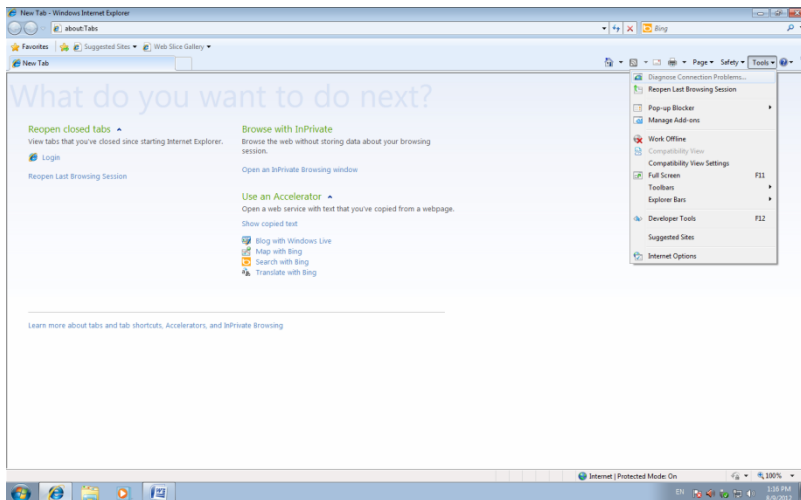 New Tab - Windows Internet Explorer
about:Tabs
Bing
Favorites
Suggested Sites
Web Slice Gallery
New Tab
Page
Safety
Tools
What do you want to do next?
Reopen closed tabs
View tabs that you've closed since starting Internet Explorer.
Login
Reopen Last Browsing Session
Browse with InPrivate
Browse the web without storing data about your browsing
session.
Open an InPrivate Browsing window
Use an Accelerator
Open a web service with text that you've copied from a webpage.
Show copied text
Blog with Windows Live
Map with Bing
Search with Bing
Translate with Bing
Learn more about tabs and tab shortcuts, Accelerators, and InPrivate Browsing
Diagnose Connection Problems...
Reopen Last Browsing Session
Pop-up Blocker
Manage Add-ons
Work Offline
Compatibility View
Compatibility View Settings
Full Screen F11
Toolbars
Explorer Bars
Developer Tools F12
Suggested Sites
Internet Options
Internet | Protected Mode: On
100%
EN
1:18 PM